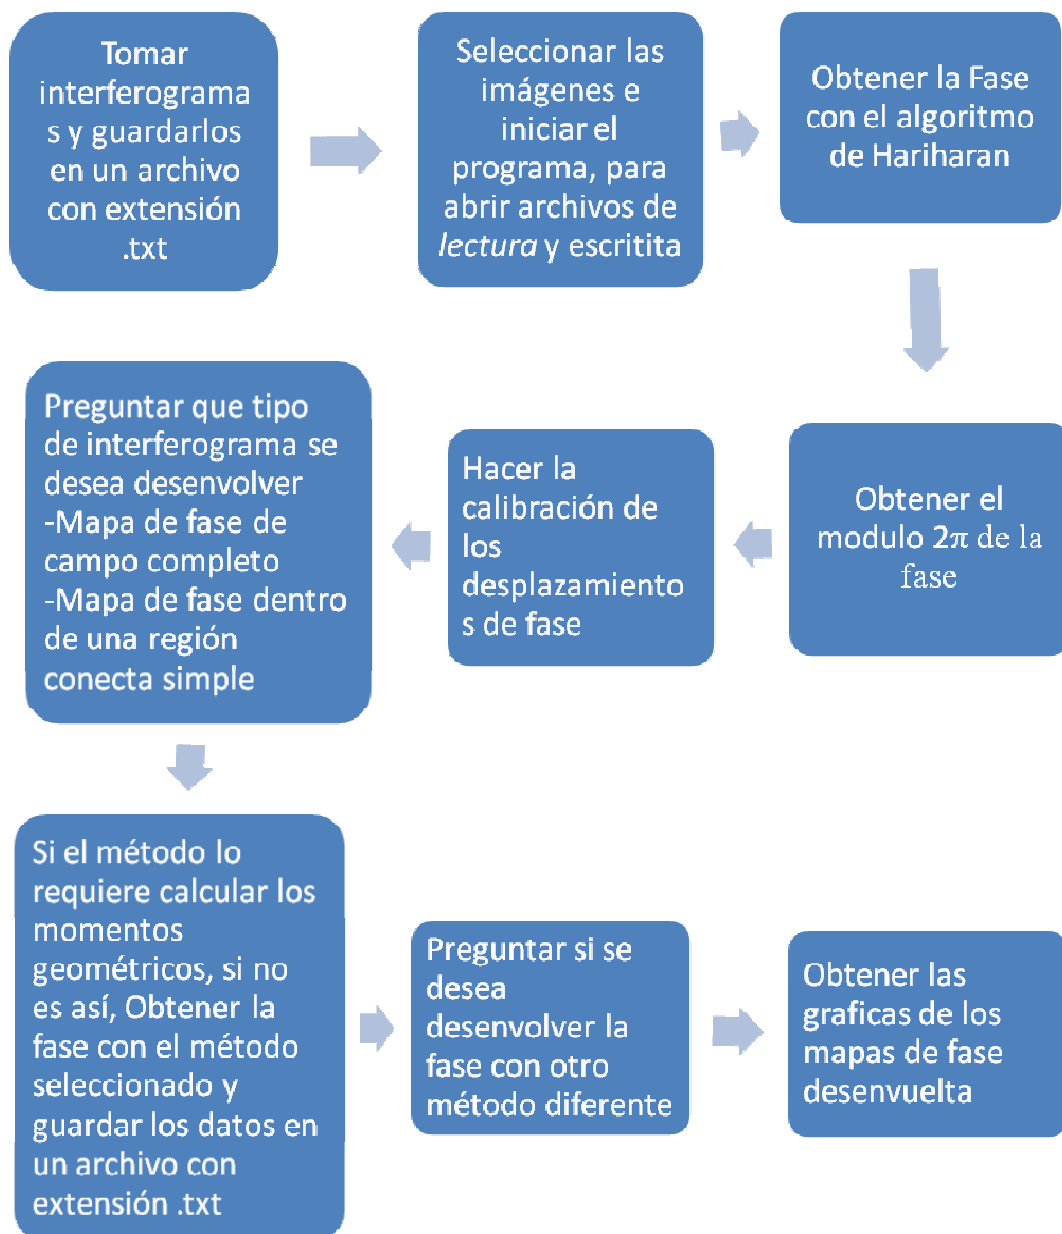 Tomar
interferograma
s y guardarlos
en un archivo
con extensión
.txt
Seleccionar las
imágenes e
iniciar el
programa, para
abrir archivos de
lectura y escritita
Obtener la Fase
con el algoritmo
de Hariharan
Obtener el
modulo 2π de la
fase
Hacer la
calibración de
los
desplazamiento
s de fase
Preguntar que tipo
de interferograma se
desea desenvolver
-Mapa de fase de
campo completo
-Mapa de fase dentro
de una región
conecta simple
Si el método lo
requiere calcular los
momentos
geométricos, si no
es así, Obtener la
fase con el método
seleccionado y
guardar los datos en
un archivo con
extensión .txt
Preguntar si se
desea
desenvolver la
fase con otro
método diferente
Obtener las
graficas de los
mapas de fase
desenvuelta